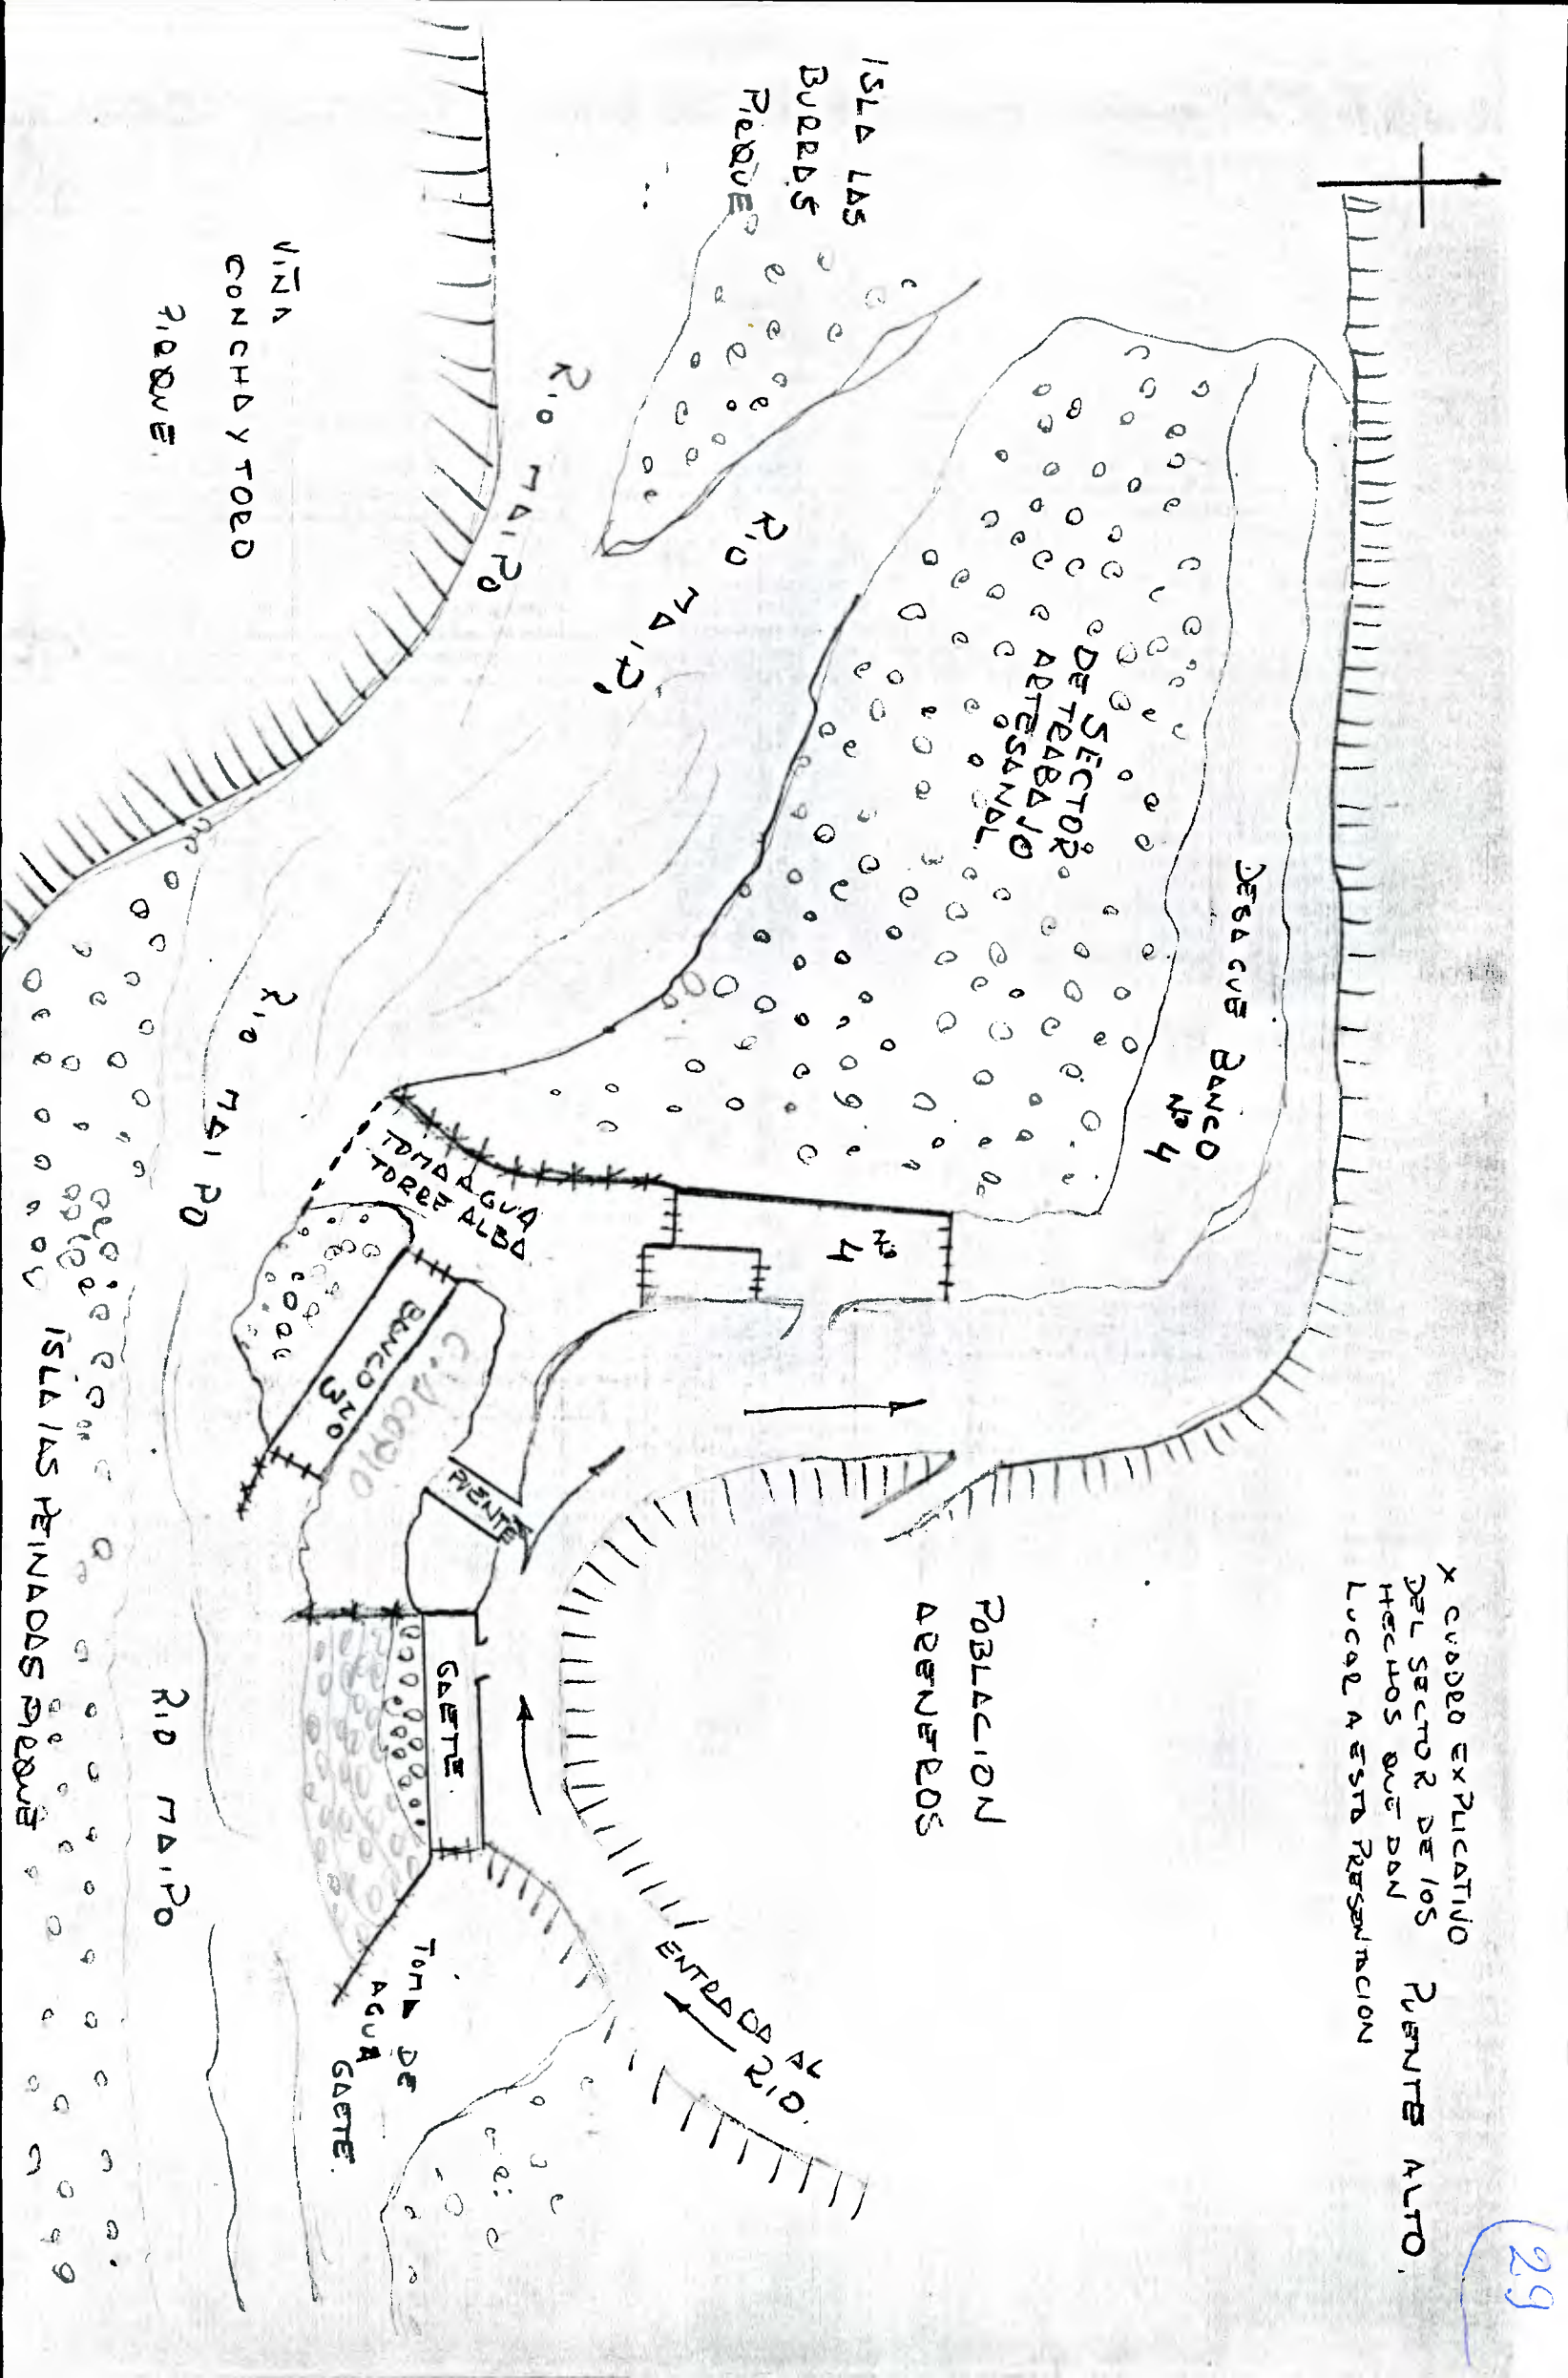 29
x CUADRO EXPLICATIVO
DEL SECTOR DE lOS
HECHOS QUE DAN
LUGAR A ESTA PRESENTACION
PUENTE ALTO.
ISLA LAS
BURRAS
PIRQUE
RIO MAIPO
RIO MAIPO
VIÑA
CONCHA Y TORO
PIRQUE.
SECTOR
DE TRABAJO
ARTESANAL
DESAGUE BANCO
Nº 4
Nº
4
TOMA AGUA
TORRE ALBA
BANCO
Nº 3
PUENTE
POBLACION
ARENEROS
GAETE.
ENTRADA AL
RIO.
TOMA DE
AGUA
GAETE.
RIO MAIPO
RIO MAIPO
ISLA lAS PEINADAS PIRQUE